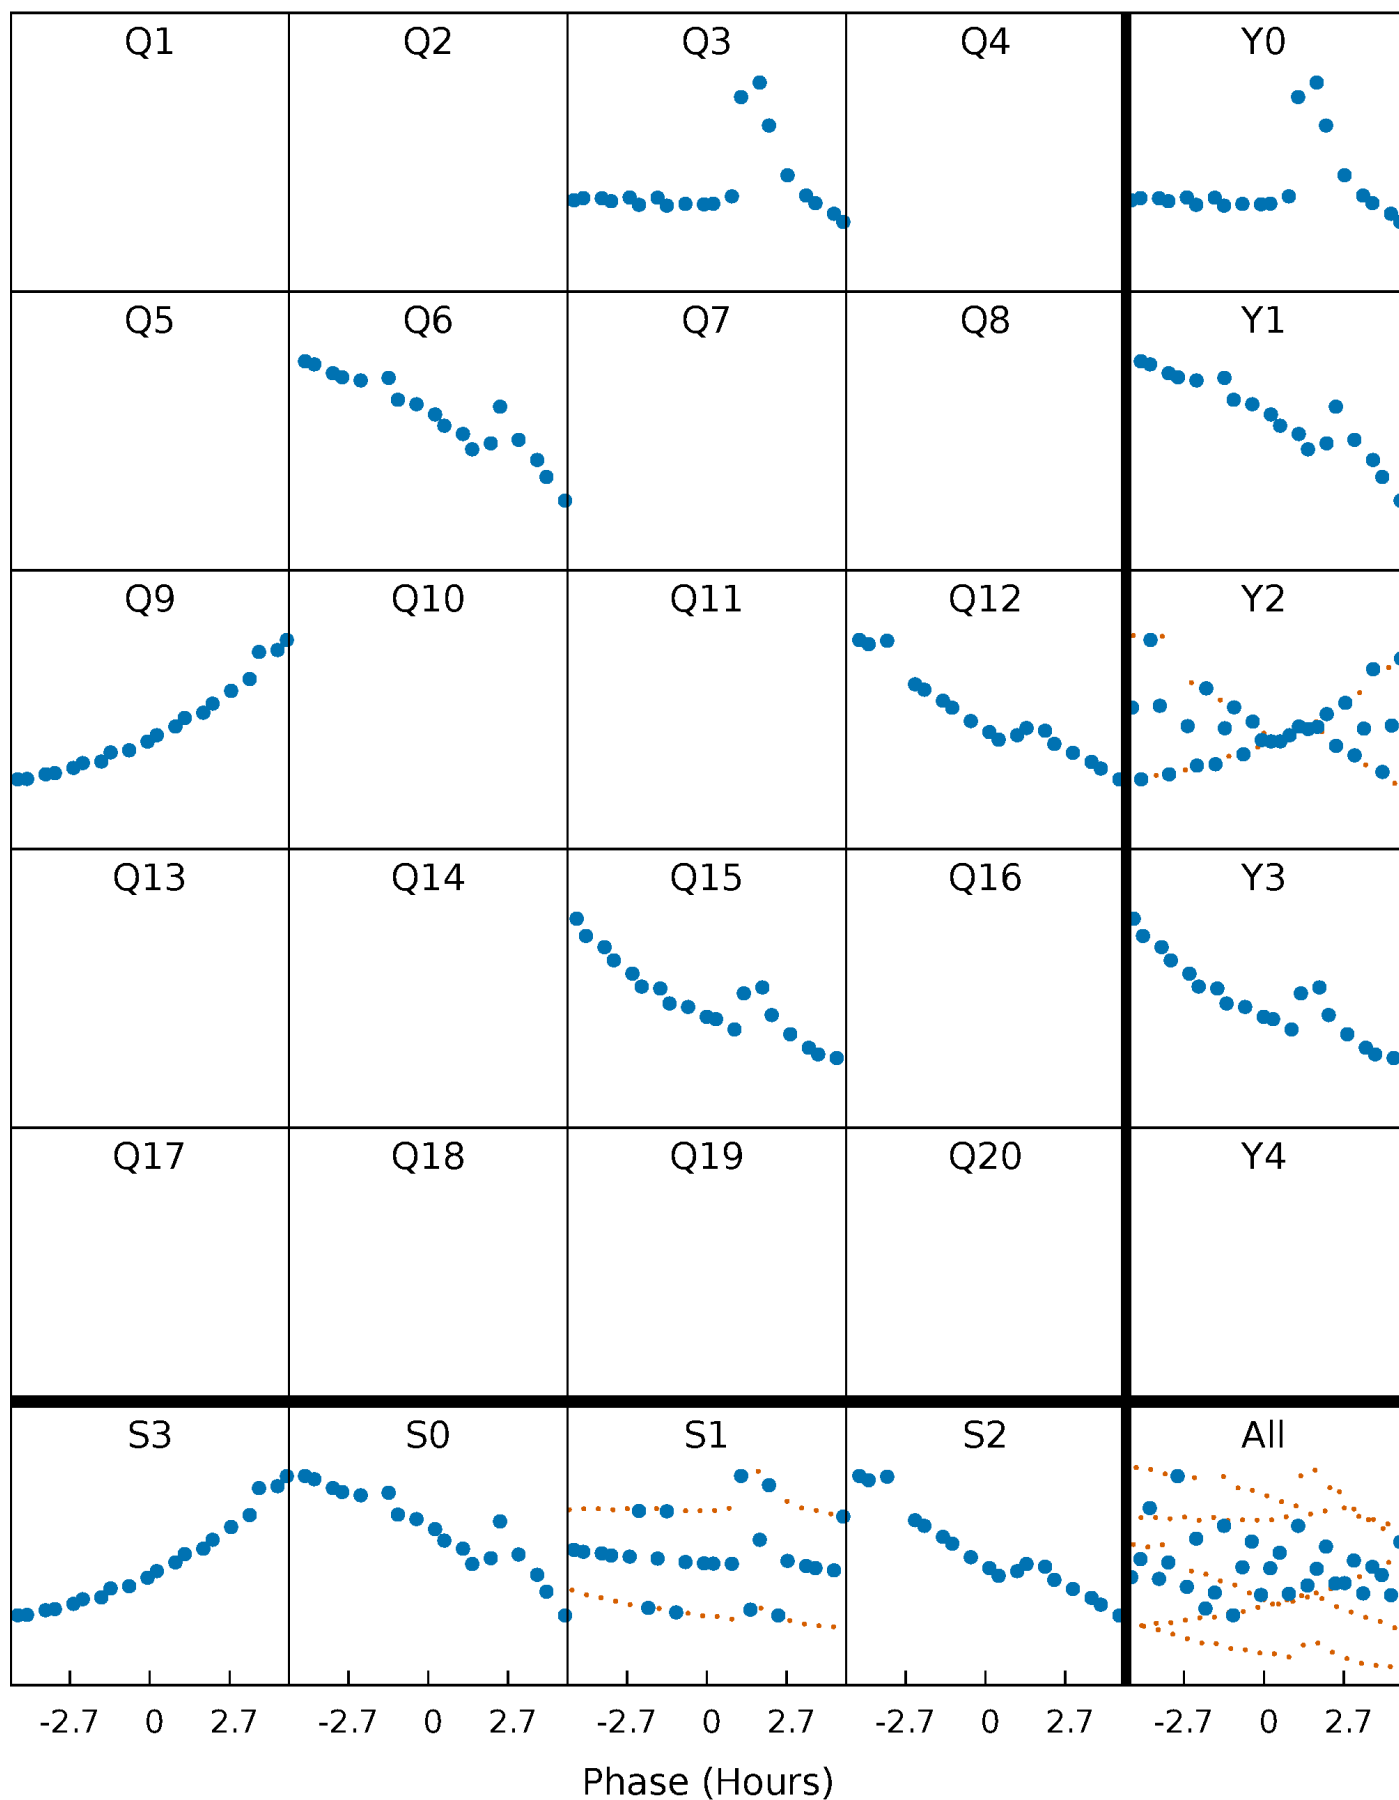 Q1 Q2 Q3 Q4 Y0
Q5 Q6 Q7 Q8 Y1
Q9 Q10 Q11 Q12 Y2
Q13 Q14 Q15 Q16 Y3
Q17 Q18 Q19 Q20 Y4
S3 S0 S1 S2 All
-2.7 0 2.7 -2.7 0 2.7 -2.7 0 2.7 -2.7 0 2.7 -2.7 0 2.7
Phase (Hours)